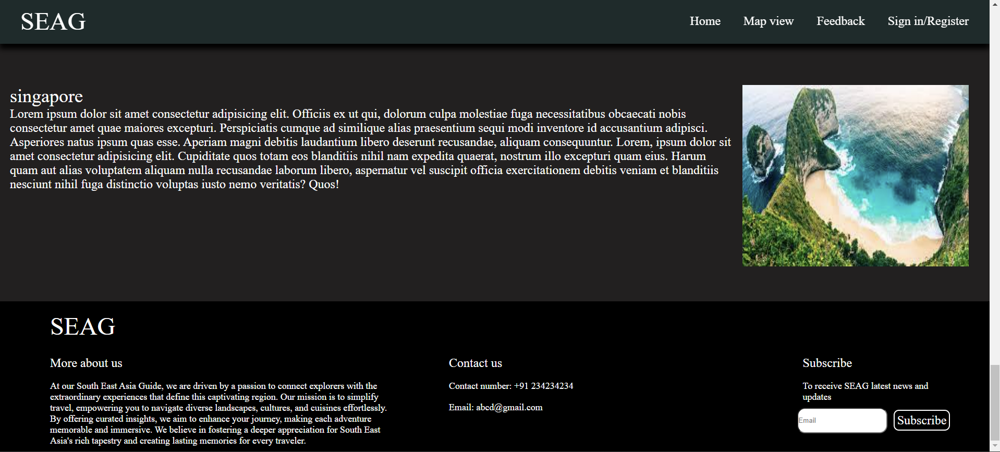 SEAG
Home
Map view
Feedback
Sign in/Register
singapore
Lorem ipsum dolor sit amet consectetur adipisicing elit. Officiis ex ut qui, dolorum culpa molestiae fuga necessitatibus obcaecati nobis
consectetur amet quae maiores excepturi. Perspiciatis cumque ad similique alias praesentium sequi modi inventore id accusantium adipisci.
Asperiores natus ipsum quas esse. Aperiam magni debitis laudantium libero deserunt recusandae, aliquam consequuntur. Lorem, ipsum dolor sit
amet consectetur adipisicing elit. Cupiditate quos totam eos blanditiis nihil nam expedita quaerat, nostrum illo excepturi quam eius. Harum
quam aut alias voluptatem aliquam nulla recusandae laborum libero, aspernatur vel suscipit officia exercitationem debitis veniam et blanditiis
nesciunt nihil fuga distinctio voluptas iusto nemo veritatis? Quos!
SEAG
More about us
At our South East Asia Guide, we are driven by a passion to connect explorers with the
extraordinary experiences that define this captivating region. Our mission is to simplify
travel, empowering you to navigate diverse landscapes, cultures, and cuisines effortlessly.
By offering curated insights, we aim to enhance your journey, making each adventure
memorable and immersive. We believe in fostering a deeper appreciation for South East
Asia's rich tapestry and creating lasting memories for every traveler.
Contact us
Contact number: +91 234234234
Email: abcd@gmail.com
Subscribe
To receive SEAG latest news and
updates
Email
Subscribe